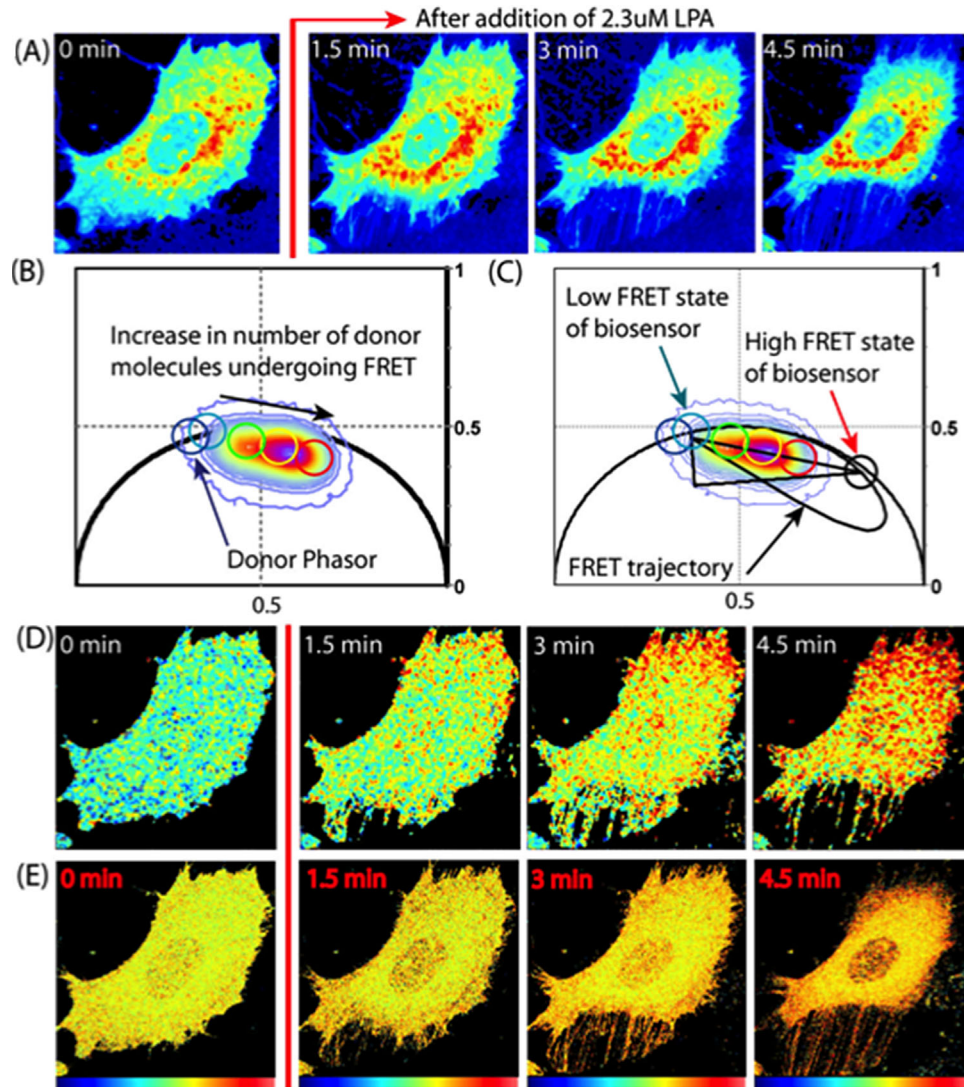 After addition of 2.3uM LPA
(A)
0 min
1.5 min
3 min
4.5 min
(B)
(C)
1
1
Increase in number of donor
molecules undergoing FRET
Low FRET state
of biosensor
High FRET state
of biosensor
0.5
0.5
Donor Phasor
FRET trajectory
0
0
0.5
0.5
(D)
0 min
1.5 min
3 min
4.5 min
(E)
0 min
1.5 min
3 min
4.5 min